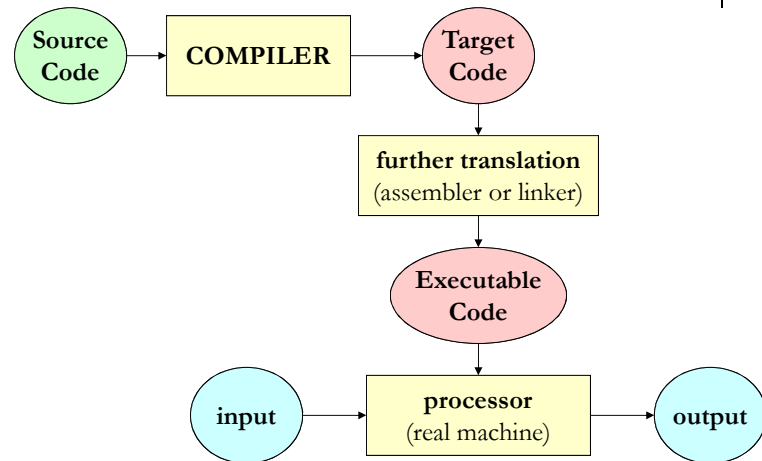 Source
Code
COMPILER
Target
Code
further translation
(assembler or linker)
Executable
Code
input
processor
(real machine)
output